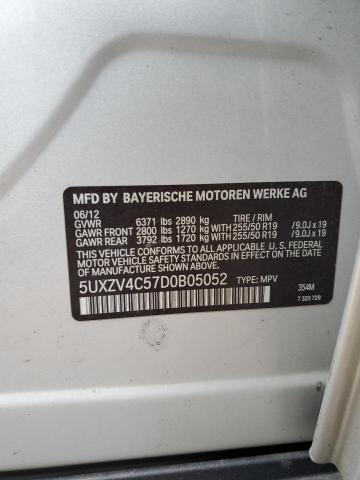 MFD BY BAYERISCHE MOTOREN WERKE AG
06/12
GVWR 6371 lbs 2890 kg TIRE / RIM
GAWR FRONT 2800 lbs 1270 kg WITH 255/50 R19 /9.0J x 19
GAWR REAR 3792 lbs 1720 kg WITH 255/50 R19 /9.0J x 19
THIS VEHICLE CONFORMS TO ALL APPLICABLE U.S. FEDERAL
MOTOR VEHICLE SAFETY STANDARDS IN EFFECT ON THE
DATE OF MANUFACTURE SHOWN ABOVE.
5UXZV4C57D0B05052 TYPE: MPV
354M
7 320 729